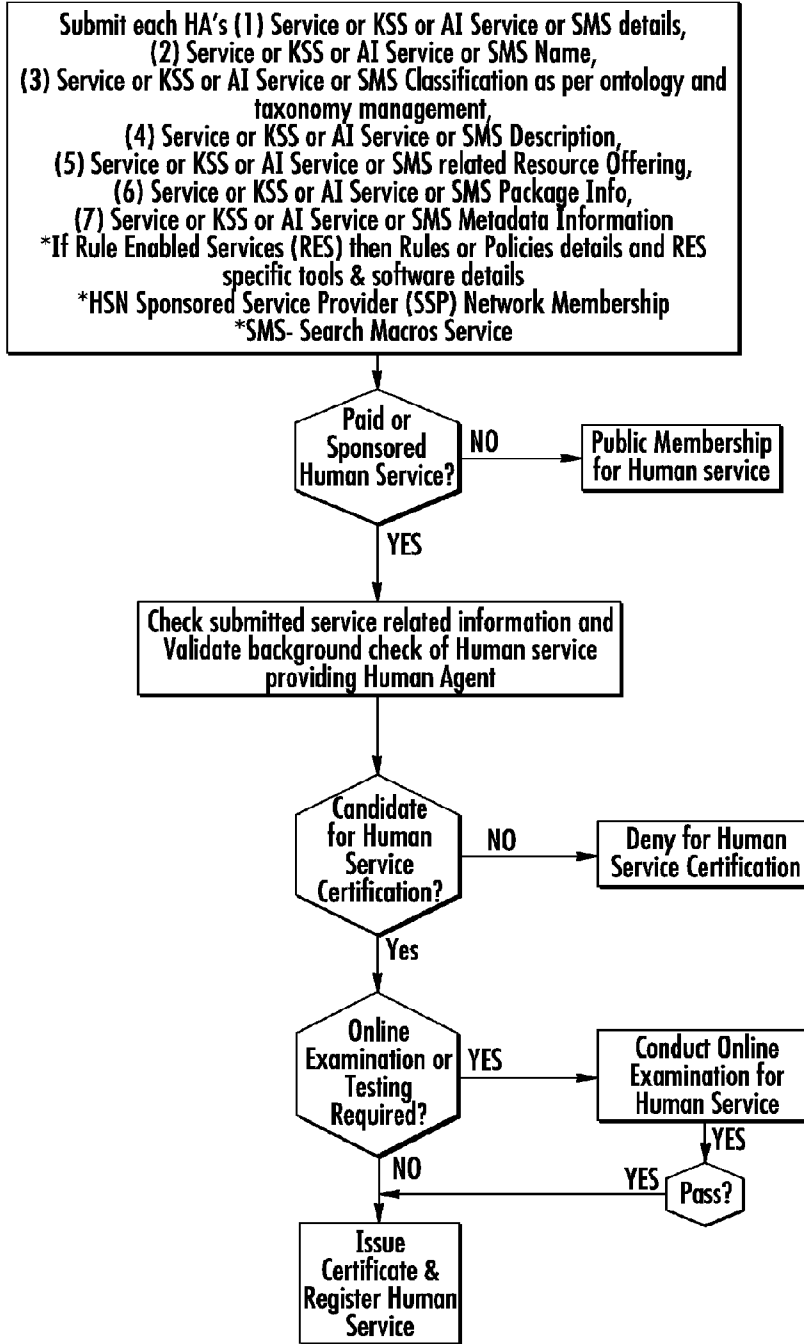 Submit each HA's (1) Service or KSS or AI Service or SMS details,
(2) Service or KSS or AI Service or SMS Name,
(3) Service or KSS or AI Service or SMS Classification as per ontology and
taxonomy management,
(4) Service or KSS or AI Service or SMS Description,
(5) Service or KSS or AI Service or SMS related Resource Offering,
(6) Service or KSS or AI Service or SMS Package Info,
(7) Service or KSS or AI Service or SMS Metadata Information
*If Rule Enabled Services (RES) then Rules or Policies details and RES
specific tools & software details
*HSN Sponsored Service Provider (SSP) Network Membership
*SMS- Search Macros Service
Paid or
Sponsored
Human Service?
NO
Public Membership
for Human service
YES
Check submitted service related information and
Validate background check of Human service
providing Human Agent
Candidate
for Human
Service
Certification?
NO
Deny for Human
Service Certification
Yes
Online
Examination or
Testing
Required?
YES
Conduct Online
Examination for
Human Service
YES
NO
YES
Pass?
Issue
Certificate &
Register Human
Service